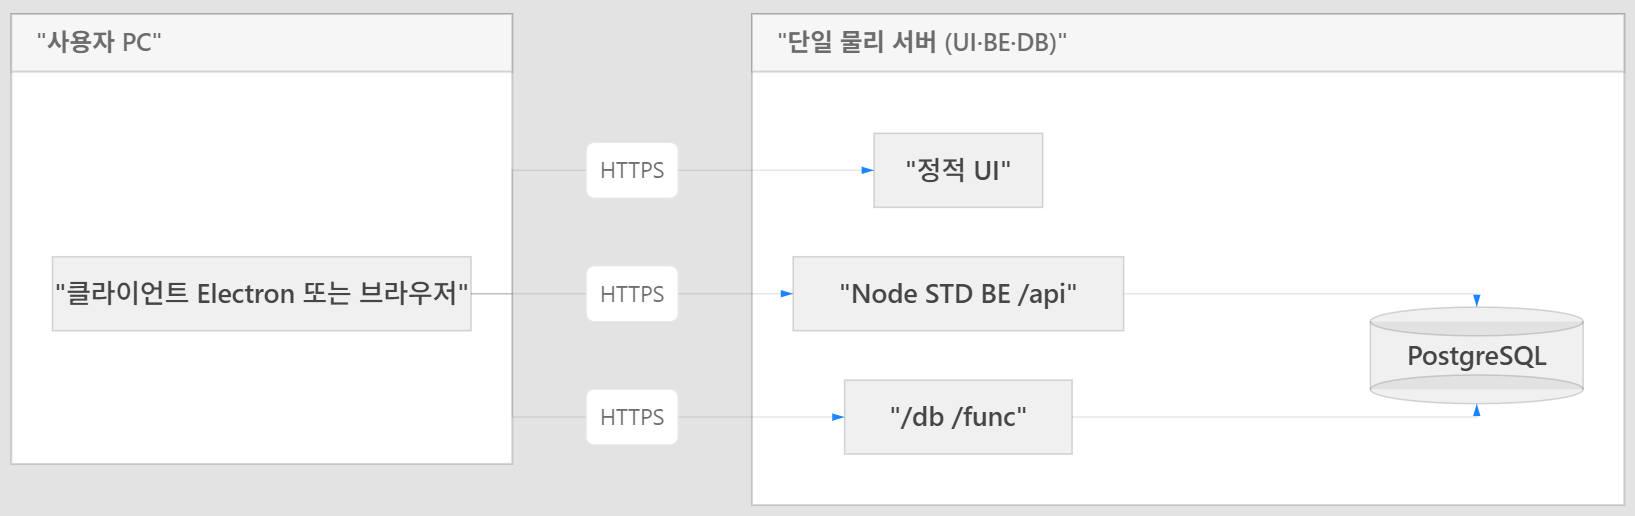 "사용자 PC"
"단일 물리 서버 (UI·BE·DB)"
HTTPS
"정적 UI"
"클라이언트 Electron 또는 브라우저"
HTTPS
"Node STD BE /api"
PostgreSQL
HTTPS
"/db /func"